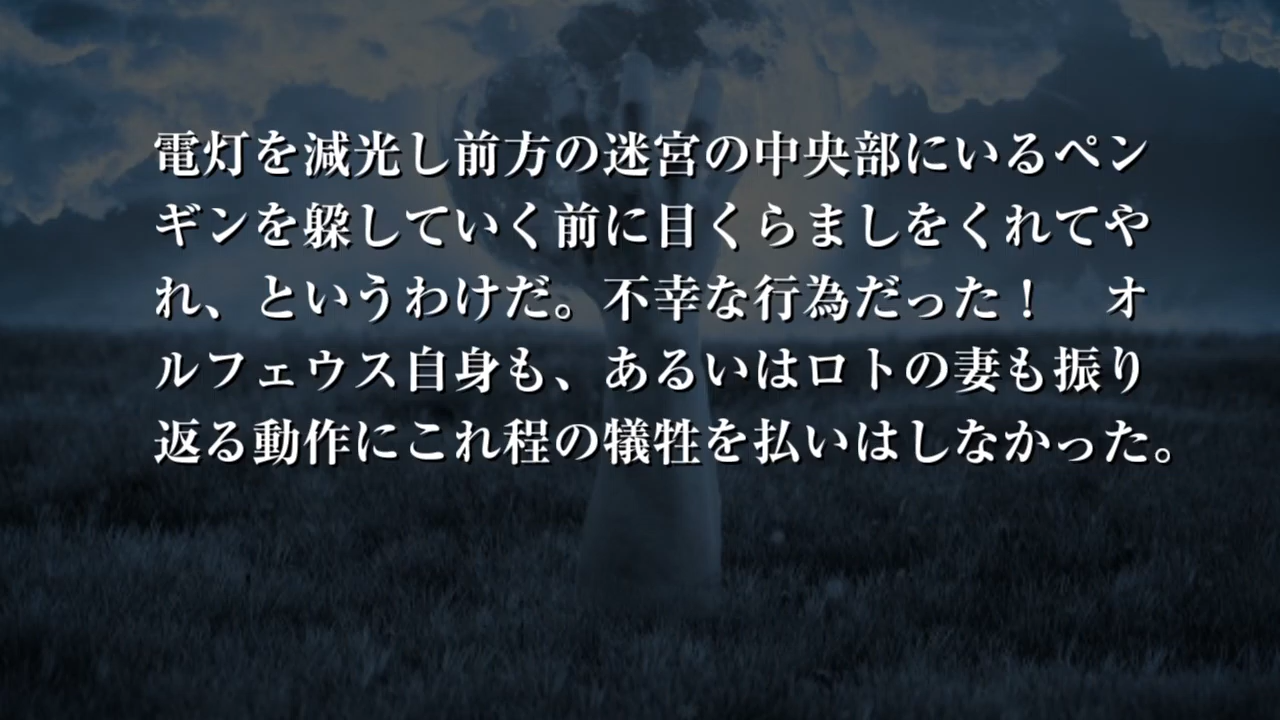 電灯を減光し前方の迷宮の中央部にいるペン
ギンを躱していく前に目くらましをくれてや
れ、というわけだ。不幸な行為だった！　オ
ルフェウス自身も、あるいはロトの妻も振り
返る動作にこれ程の犠牲を払いはしなかった。